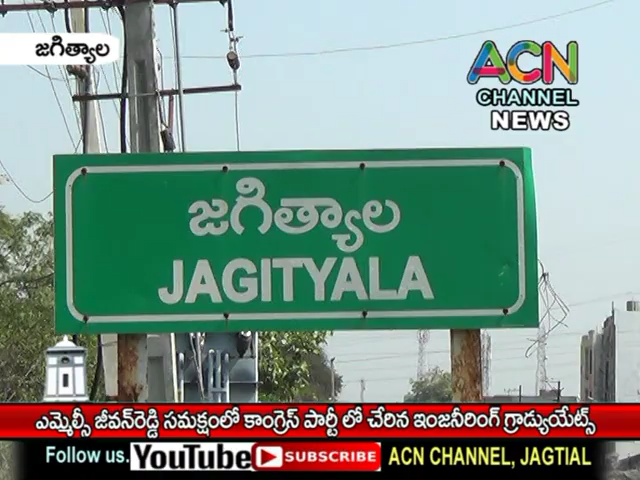 జగిత్యాల
ACN
CHANNEL
NEWS
జగిత్యాల
JAGITYALA
ఎమ్మెల్సీ జీవన్‌రెడ్డి సమక్షంలో కాంగ్రెస్ పార్టీ లో చేరిన ఇంజనీరింగ్ గ్రాడ్యుయేట్స్
Follow us. YouTube SUBSCRIBE ACN CHANNEL, JAGTIAL